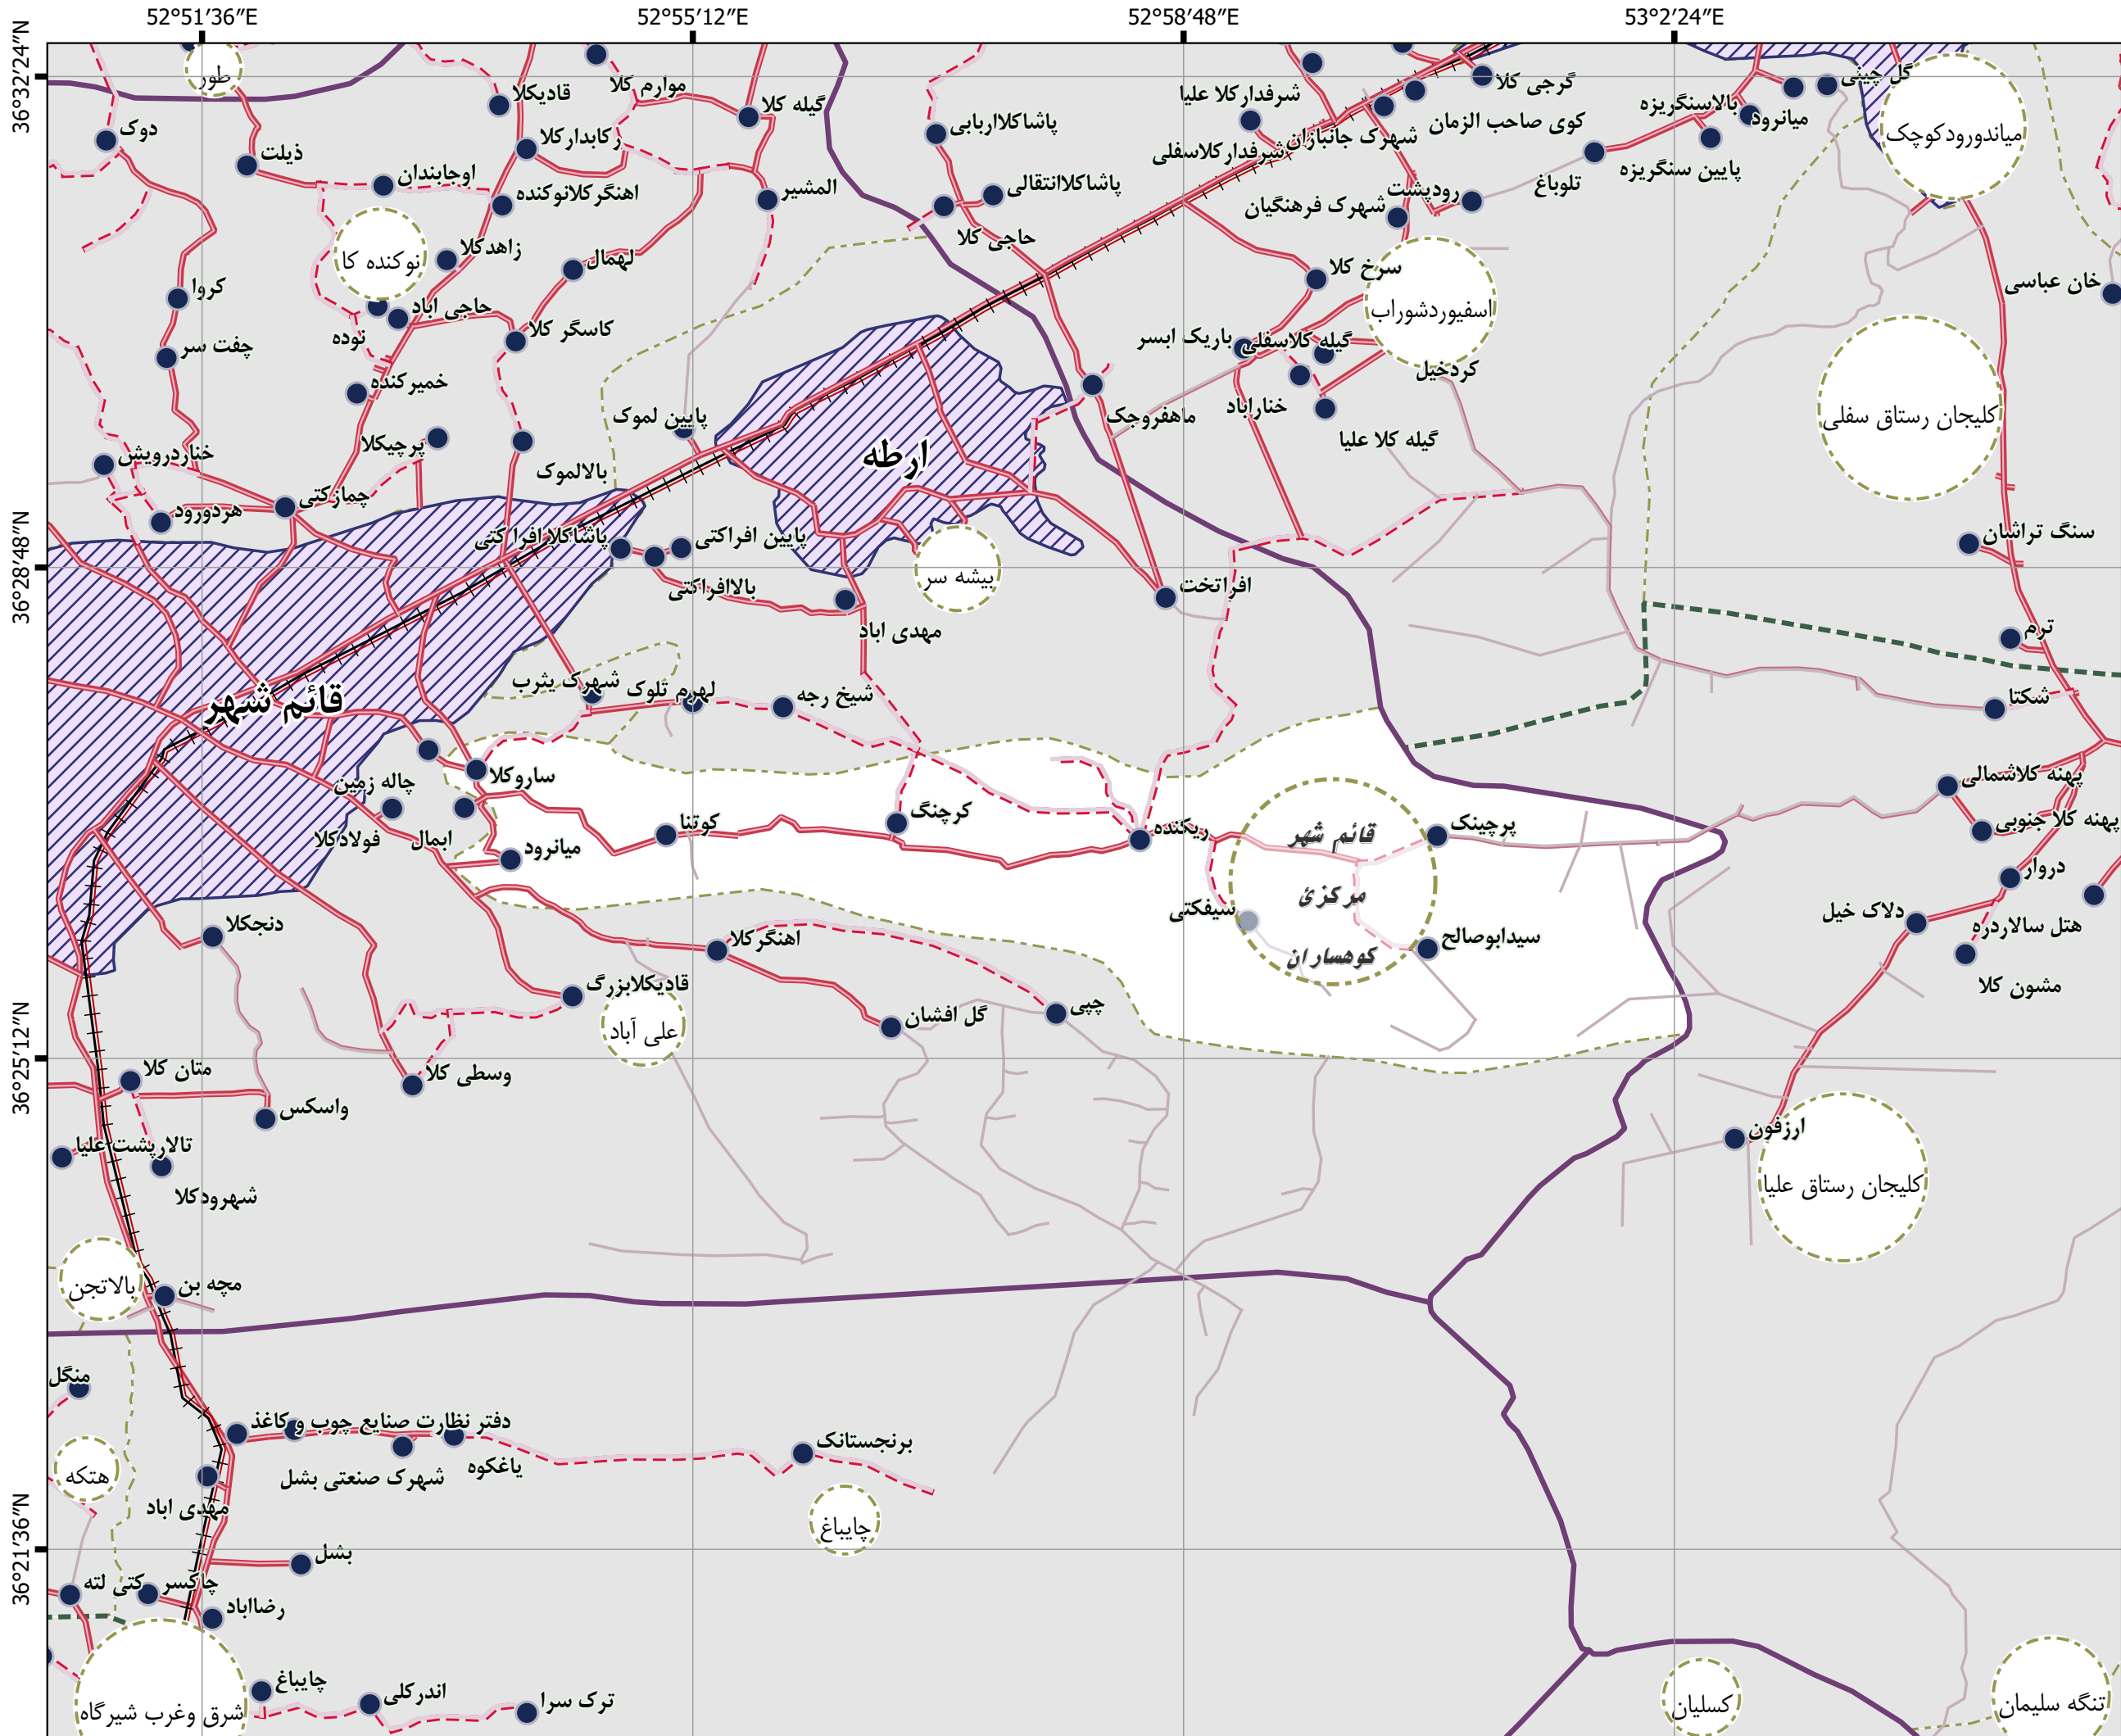 52°51′36″E
52°55′12″E
52°58′48″E
53°2′24″E
36°32′24″N
36°28′48″N
36°25′12″N
36°21′36″N
طور
قادیکلا
موارم کلا
گیله کلا
شرفدارکلا علیا
گرجی کلا
کوی صاحب الزمان
بالاسنگریزه
گل چینی
میانرود
میاندورودکوچک
دوک
ذیلت
رکابدارکلا
پاشاکلااربابی
شهرک جانبازان
شرفدارکلاسفلی
پایین سنگریزه
تلوباغ
اوجابندان
اهنگرکلانوکنده
المشیر
پاشاکلاانتقالی
رودپشت
شهرک فرهنگیان
حاجی کلا
نوکنده کا
زاهدکلا
لهمال
سرخ کلا
خان عباسی
کروا
حاجی اباد
نوده
کاسگر کلا
اسفیوردشوراب
باریک ابسر
گیله کلاسفلی
چفت سر
خمیرکنده
کردخیل
خناراباد
ماهفروجک
گیله کلا علیا
کلیجان رستاق سفلی
پایین لموک
پرچیکلا
خناردرویش
بالالموک
ارطه
چمازکتی
هردورود
پاشاکلا افراکتی
پایین افراکتی
بالاافراکتی
پیشه سر
افراتخت
سنگ تراشان
مهدی اباد
ترم
شهرک یثرب
لهرم تلوک
شیخ رجه
شکتا
قائم شهر
ساروکلا
چاله زمین
فولادکلا
ابمال
میانرود
کوتنا
کرچنگ
ریکنده
قائم شهر
مرکزی
کوهساران
پرچینک
پهنه کلاشمالی
پهنه کلا جنوبی
دروار
دلاک خیل
هتل سالاردره
مشون کلا
سیفکتی
سیدابوصالح
دنجکلا
اهنگرکلا
قادیکلابزرگ
علی آباد
گل افشان
چپی
متان کلا
وسطی کلا
واسکس
تالارپشت علیا
شهرودکلا
ارزفون
کلیجان رستاق علیا
بالاتجن
مچه بن
منگل
دفتر نظارت صنایع چوب و کاغذ
شهرک صنعتی بشل
یاغکوه
برنجستانک
هتکه
مهدی اباد
چایباغ
بشل
کتی لته
چاکسر
رضااباد
چایباغ
اندرکلی
ترک سرا
شرق وغرب شیرگاه
کسلیان
تنگه سلیمان